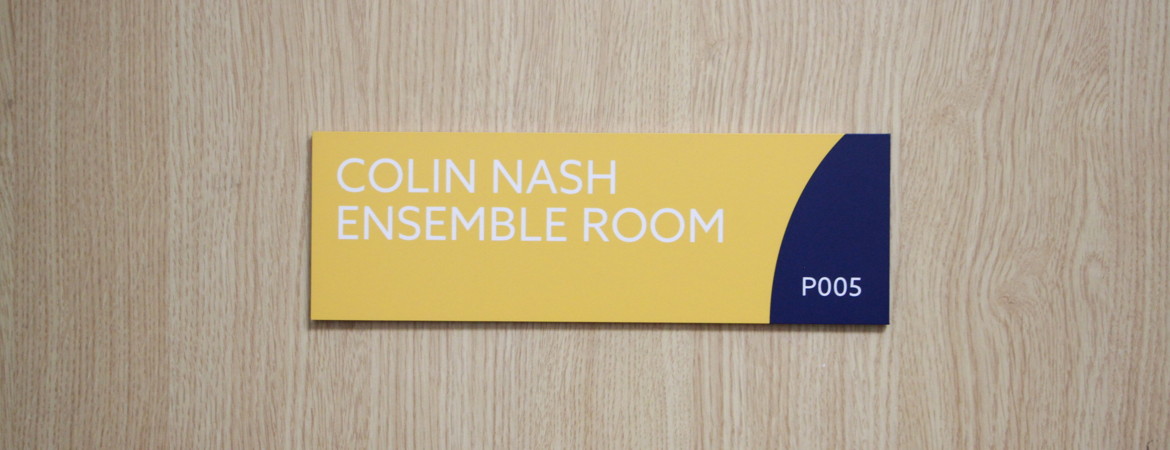 COLIN NASH
ENSEMBLE ROOM
P005